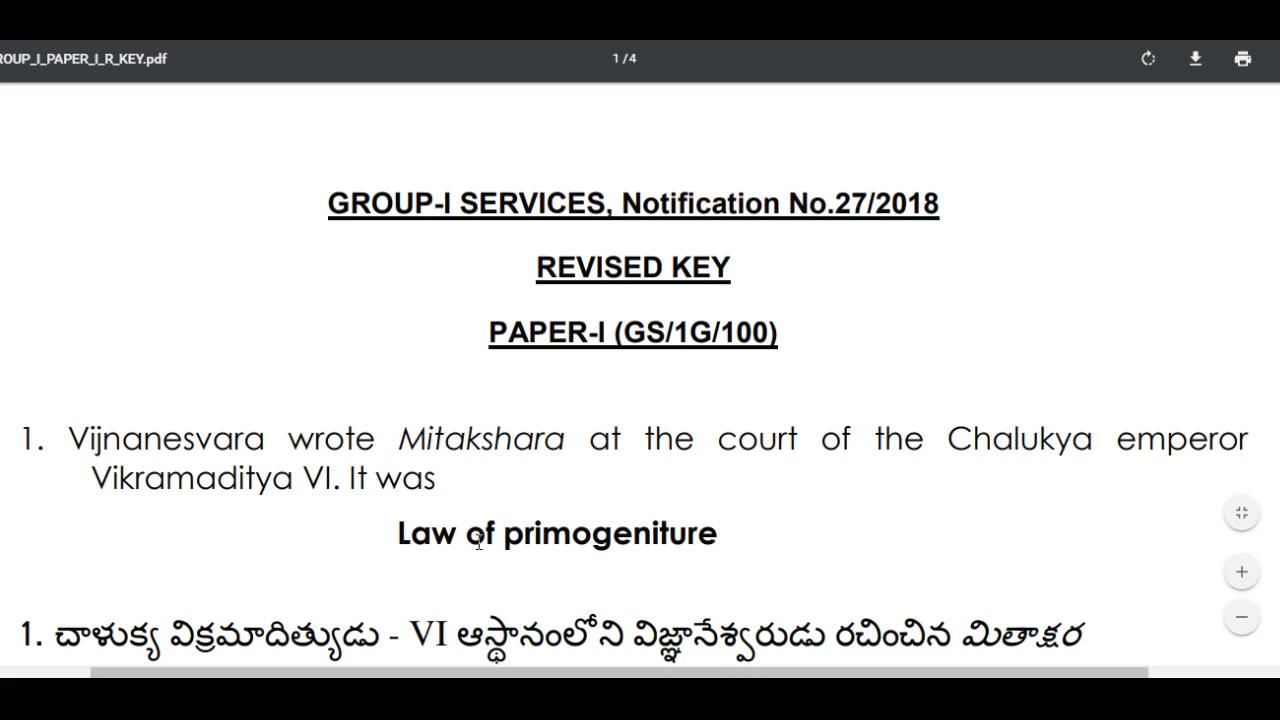 ROUP_I_PAPER_I_R_KEY.pdf
1 / 4
GROUP-I SERVICES, Notification No.27/2018
REVISED KEY
PAPER-I (GS/1G/100)
1. Vijnanesvara wrote Mitakshara at the court of the Chalukya emperor
Vikramaditya VI. It was
Law of primogeniture
1. చాళుక్య విక్రమాదిత్యుడు - VI ఆస్థానంలోని విజ్ఞానేశ్వరుడు రచించిన మితాక్షర